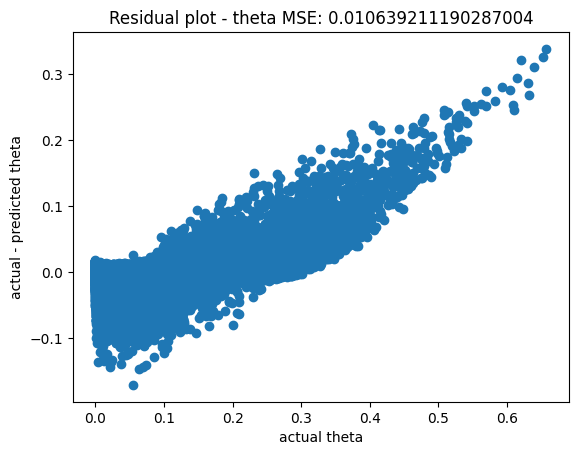 Residual plot - theta MSE: 0.010639211190287004
actual - predicted theta
0.3
0.2
0.1
0.0
−0.1
0.0 0.1 0.2 0.3 0.4 0.5 0.6
actual theta